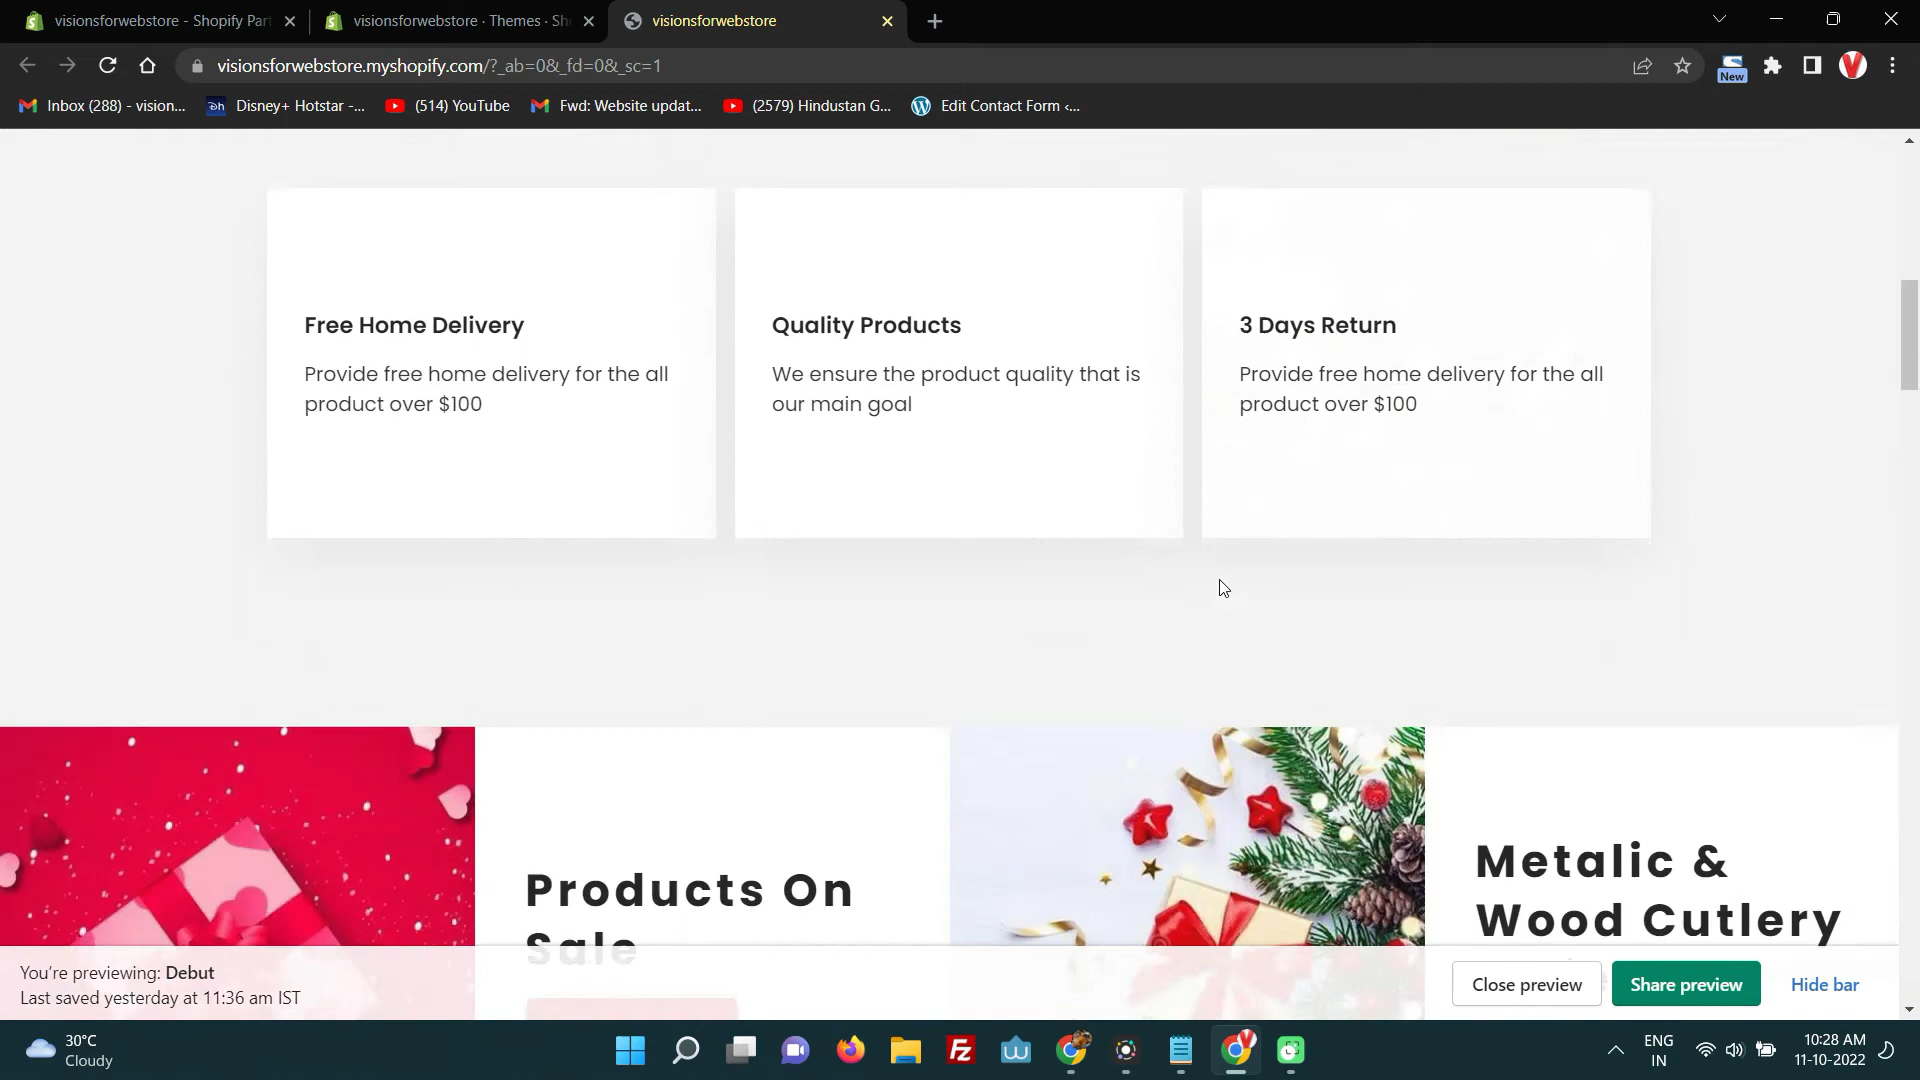 visionsforwebstore - Shopify Part
visionsforwebstore · Themes · Sh
visionsforwebstore
visionsforwebstore.myshopify.com/?_ab=0&_fd=0&_sc=1
New
Inbox (288) - vision...
Disney+ Hotstar -...
(514) YouTube
Fwd: Website updat...
(2579) Hindustan G...
Edit Contact Form ‹...
Free Home Delivery
Provide free home delivery for the all
product over $100
Quality Products
We ensure the product quality that is
our main goal
3 Days Return
Provide free home delivery for the all
product over $100
Products On
Sale
Metalic &
Wood Cutlery
You're previewing: Debut
Last saved yesterday at 11:36 am IST
Close preview
Share preview
Hide bar
30°C
Cloudy
ENG
IN
10:28 AM
11-10-2022